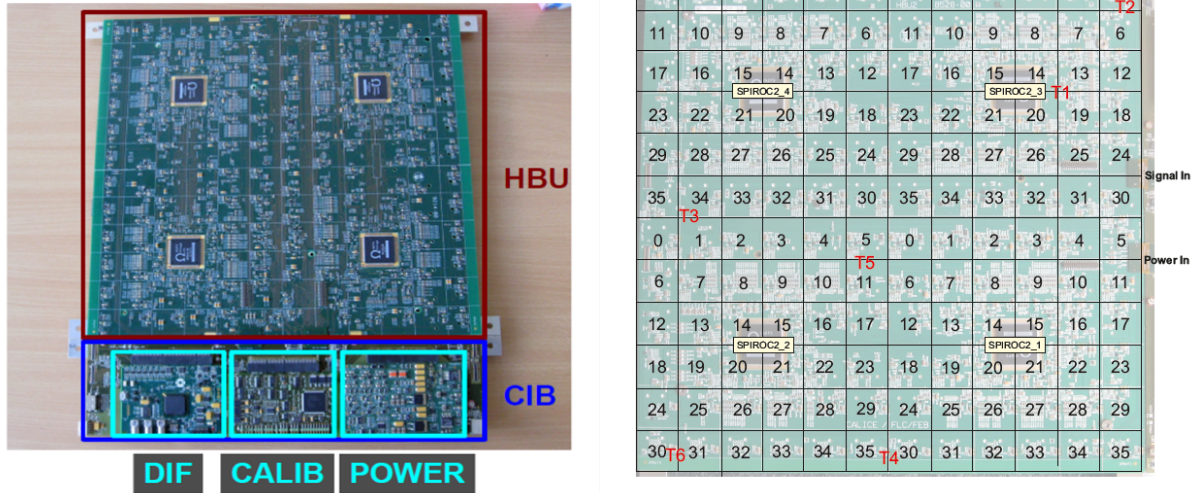 HBU
CIB
DIF CALIB POWER
HBU2
T2
11 10 9 8 7 6 11 10 9 8 7 6
17 16 15 14 13 12 17 16 15 14 13 12
SPIROC2_4 SPIROC2_3 T1
23 22 21 20 19 18 23 22 21 20 19 18
29 28 27 26 25 24 29 28 27 26 25 24
Signal In
35 34 33 32 31 30 35 34 33 32 31 30
T3
0 1 2 3 4 5 0 1 2 3 4 5
T5 Power In
6 7 8 9 10 11 6 7 8 9 10 11
12 13 14 15 16 17 12 13 14 15 16 17
SPIROC2_2 SPIROC2_1
18 19 20 21 22 23 18 19 20 21 22 23
24 25 26 27 28 29 24 25 26 27 28 29
CALICE / FLC/FEB
30 T6 31 32 33 34 35 T4 30 31 32 33 34 35